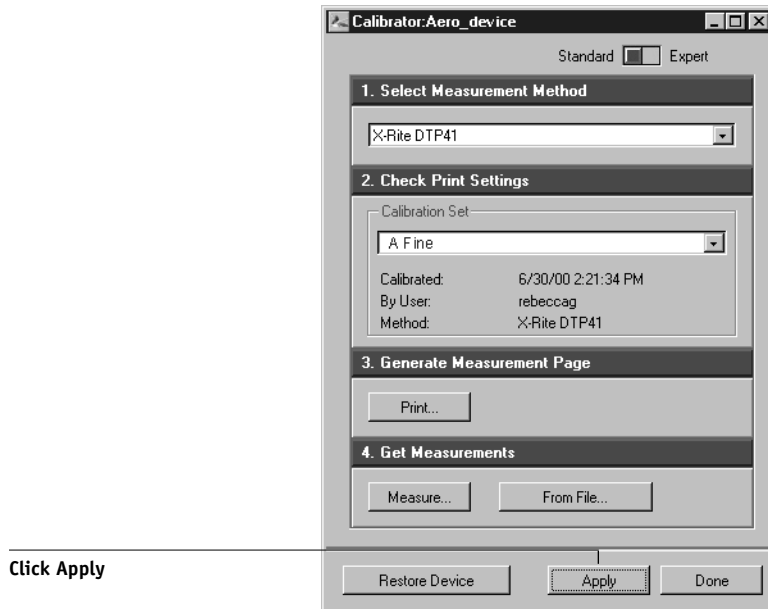 Calibrator:Aero_device
Standard Expert
1. Select Measurement Method
X-Rite DTP41
2. Check Print Settings
Calibration Set
A Fine
Calibrated: 6/30/00 2:21:34 PM
By User: rebeccag
Method: X-Rite DTP41
3. Generate Measurement Page
Print...
4. Get Measurements
Measure... From File...
Click Apply
Restore Device Apply Done